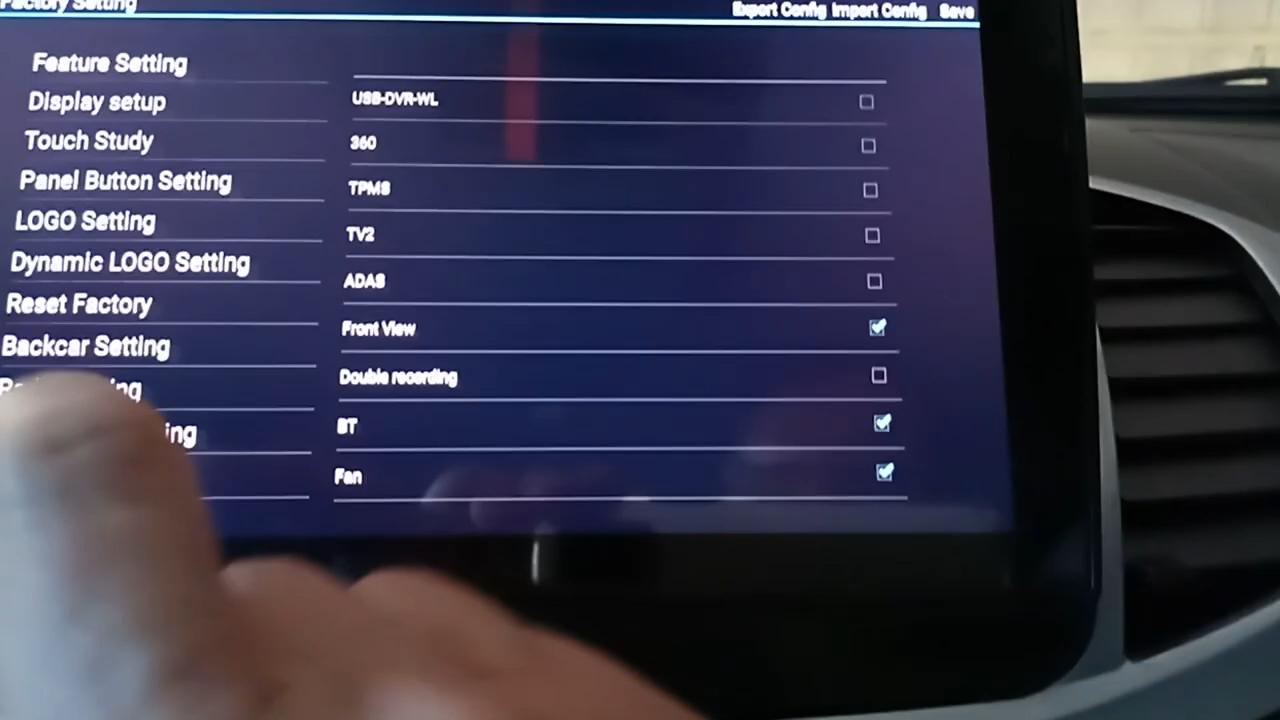 Factory Setting
Export Config Import Config Save
Feature Setting
Display setup
Touch Study
Panel Button Setting
LOGO Setting
Dynamic LOGO Setting
Reset Factory
Backcar Setting
USB-DVR-WL
360
TPMS
TV2
ADAS
Front View
Double recording
BT
Fan